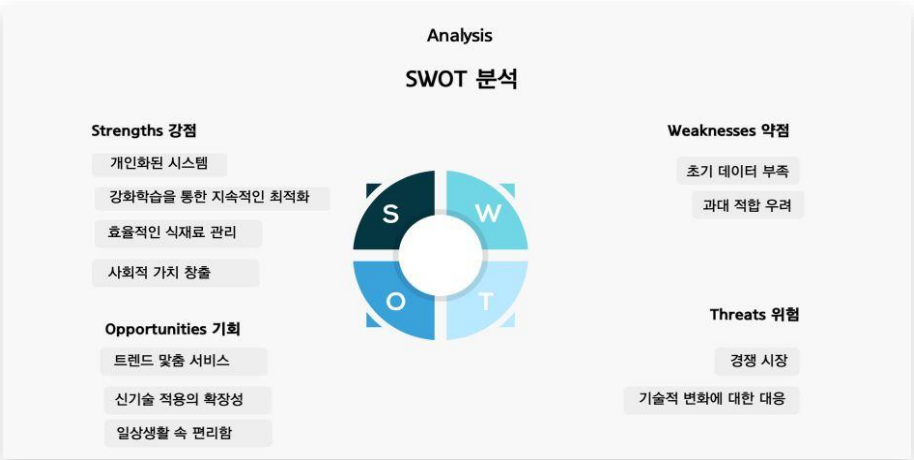 Analysis
SWOT 분석
Strengths 강점
개인화된 시스템
강화학습을 통한 지속적인 최적화
효율적인 식재료 관리
사회적 가치 창출
Weaknesses 약점
초기 데이터 부족
과대 적합 우려
S
W
O
T
Opportunities 기회
트렌드 맟춤 서비스
신기술 적용의 확장성
일상생활 속 편리함
Threats 위험
경쟁 시장
기술적 변화에 대한 대응